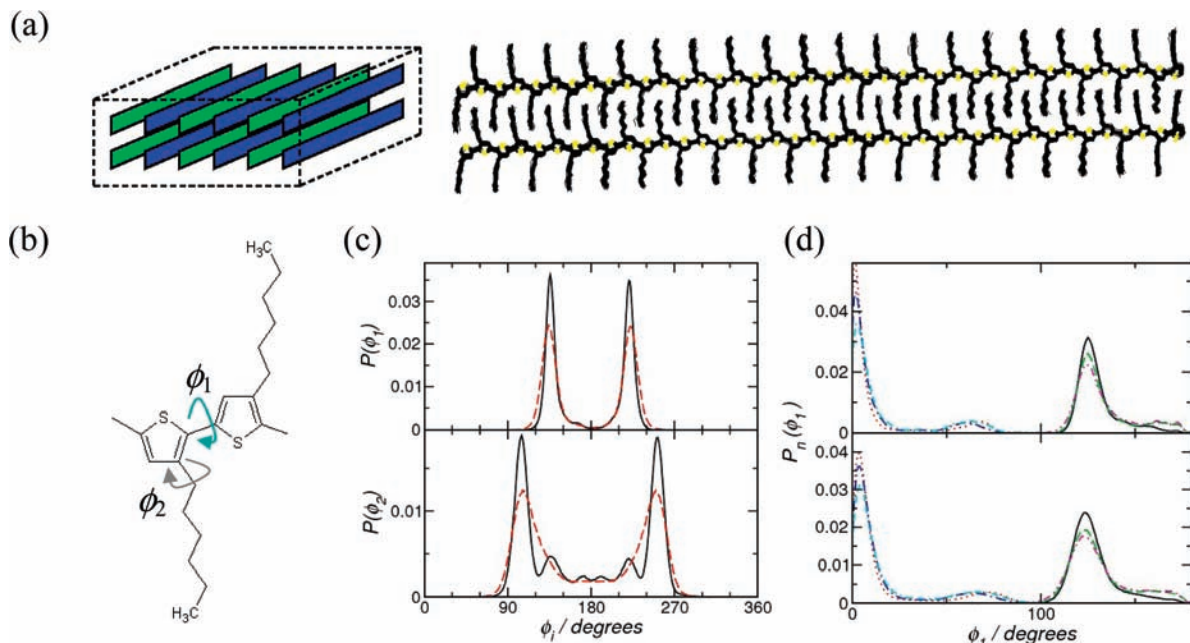 (a)
(b)
H₃C
S
S
ϕ₁
ϕ₂
H₃C
(c)
P(ϕ₁)
0.03
0.02
0.01
0
P(ϕ₂)
0.01
0
0 90 180 270 360
ϕᵢ / degrees
(d)
Pₙ(ϕ₁)
0.04
0.02
0
0.04
0.03
0.02
0.01
0
0 100
/ degrees